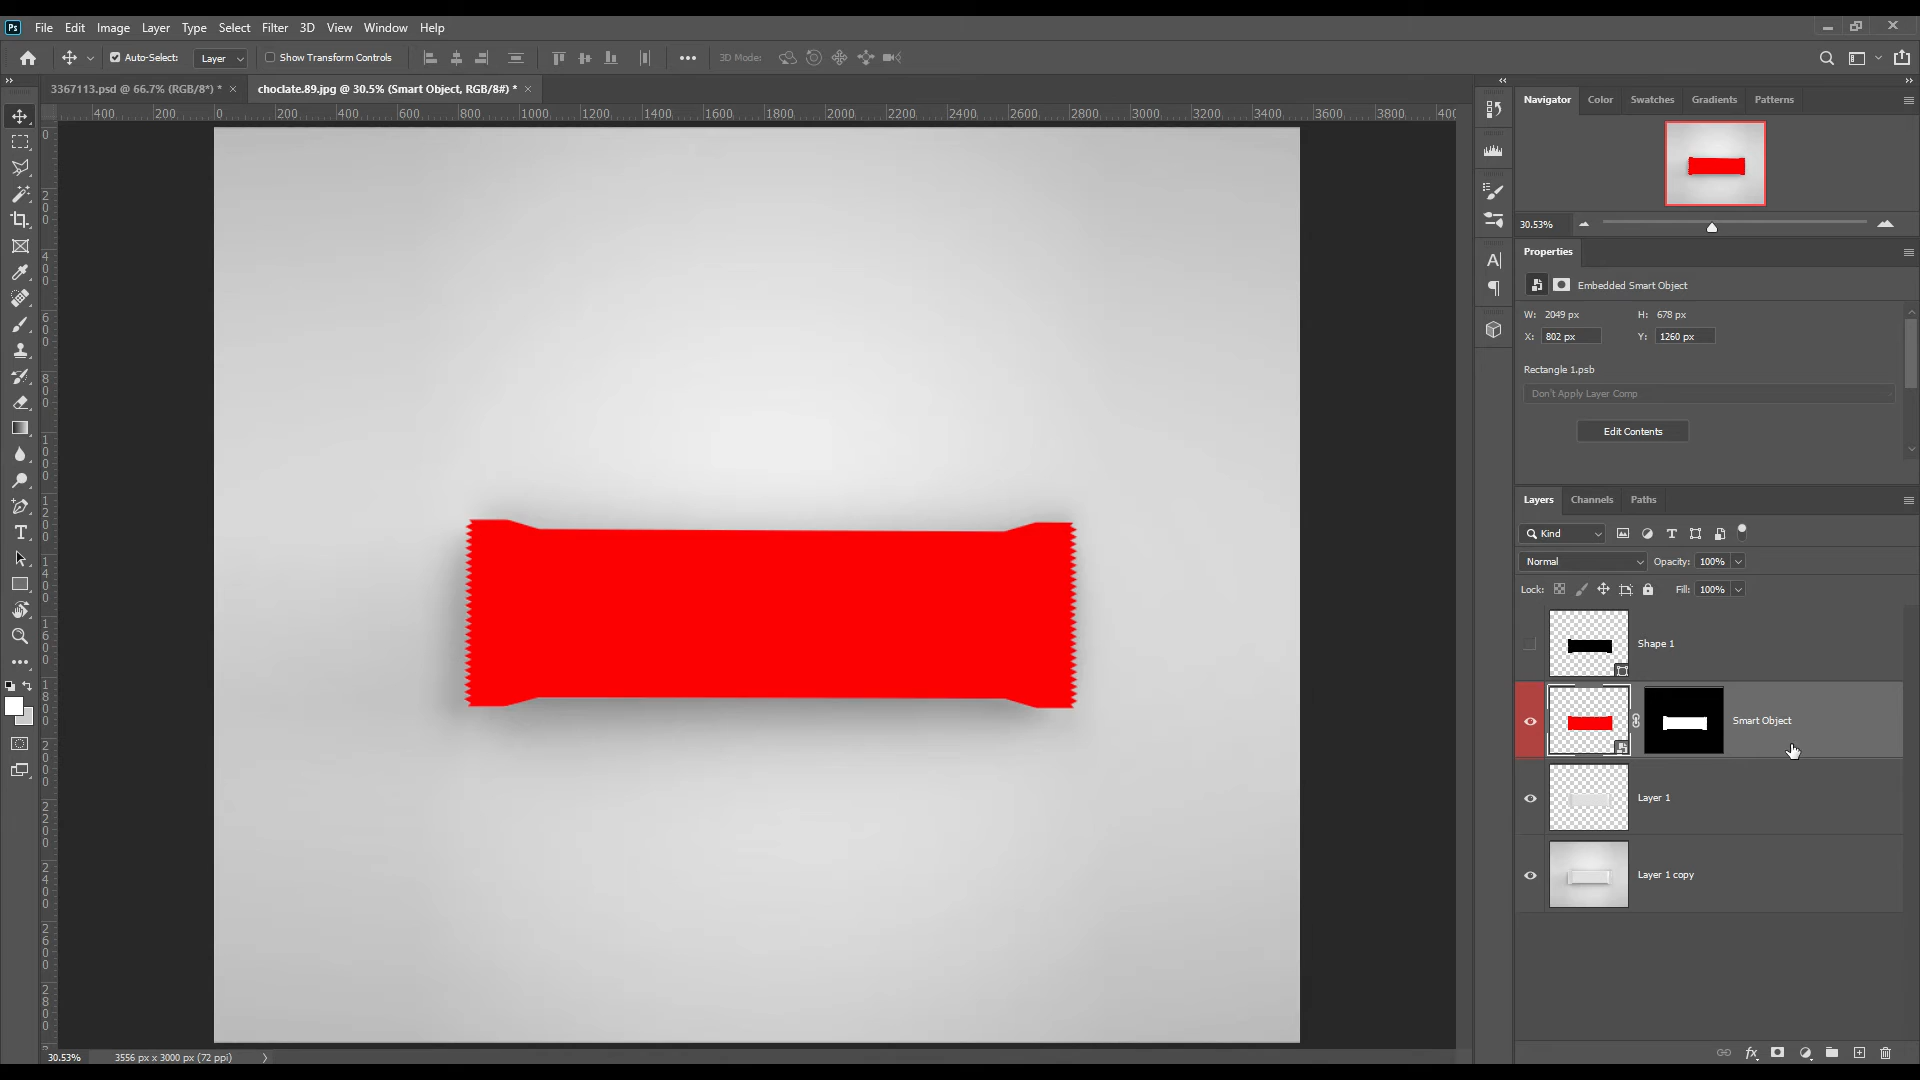 Ps File Edit Image Layer Type Select Filter 3D View Window Help
Auto-Select: Layer Show Transform Controls 3D Mode:
3367113.psd @ 66.7% (RGB/8*) * choclate.89.jpg @ 30.5% (Smart Object, RGB/8#) *
400 200 0 200 400 600 800 1000 1200 1400 1600 1800 2000 2200 2400 2600 2800 3000 3200 3400 3600 3800
Navigator Color Swatches Gradients Patterns
30.53%
Properties
Embedded Smart Object
W: 2049 px H: 678 px
X: 802 px Y: 1260 px
Rectangle 1.psb
Don't Apply Layer Comp
Edit Contents
Layers Channels Paths
Kind
Normal Opacity: 100%
Lock: Fill: 100%
Shape 1
Smart Object
Layer 1
Layer 1 copy
30.53% 3556 px x 3000 px (72 ppi)